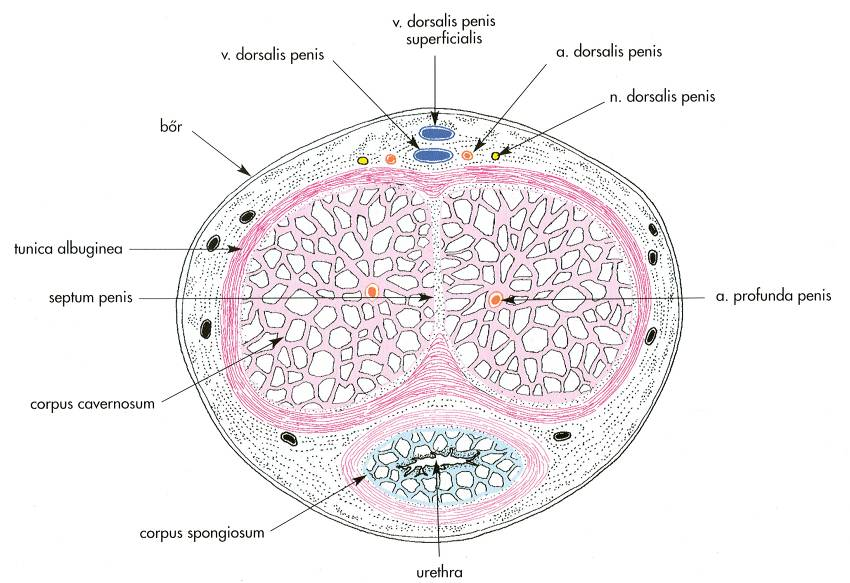 v. dorsalis penis
superficialis
v. dorsalis penis
a. dorsalis penis
n. dorsalis penis
bőr
tunica albuginea
septum penis
a. profunda penis
corpus cavernosum
corpus spongiosum
urethra